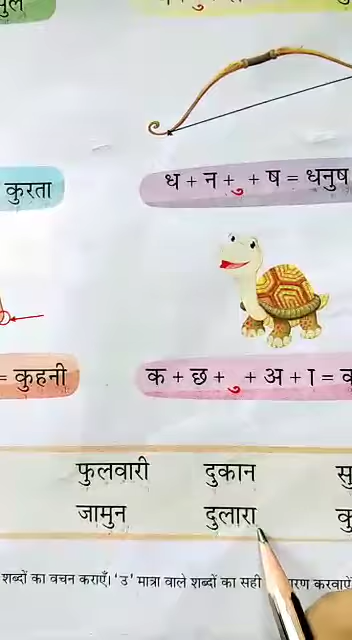 कुरता
ध + न + ु + ष = धनुष
= कुहनी
क + छ + ु + अ + ा =
फुलवारी दुकान
जामुन दुलारा
शब्दों का वचन कराएँ। 'उ' मात्रा वाले शब्दों का सही